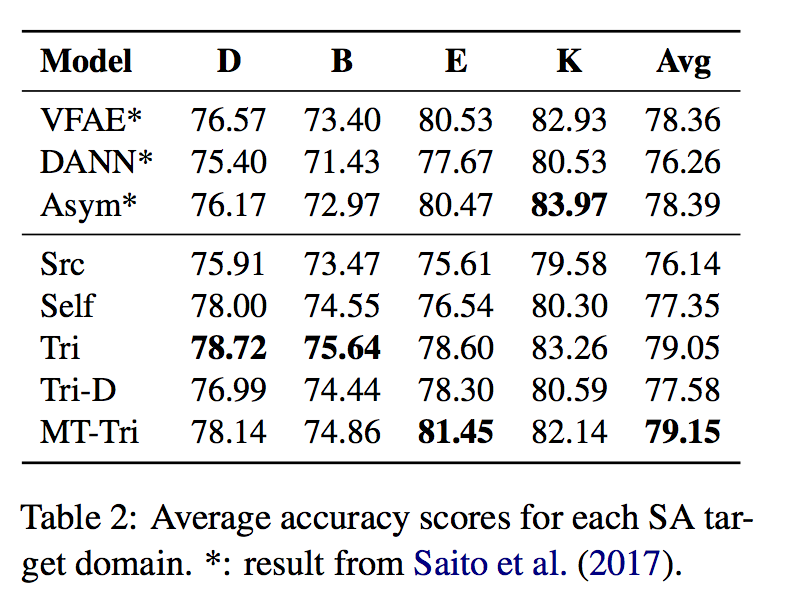 Model D B E K Avg
VFAE* 76.57 73.40 80.53 82.93 78.36
DANN* 75.40 71.43 77.67 80.53 76.26
Asym* 76.17 72.97 80.47 83.97 78.39
Src 75.91 73.47 75.61 79.58 76.14
Self 78.00 74.55 76.54 80.30 77.35
Tri 78.72 75.64 78.60 83.26 79.05
Tri-D 76.99 74.44 78.30 80.59 77.58
MT-Tri 78.14 74.86 81.45 82.14 79.15
Table 2: Average accuracy scores for each SA tar-
get domain. *: result from Saito et al. (2017).